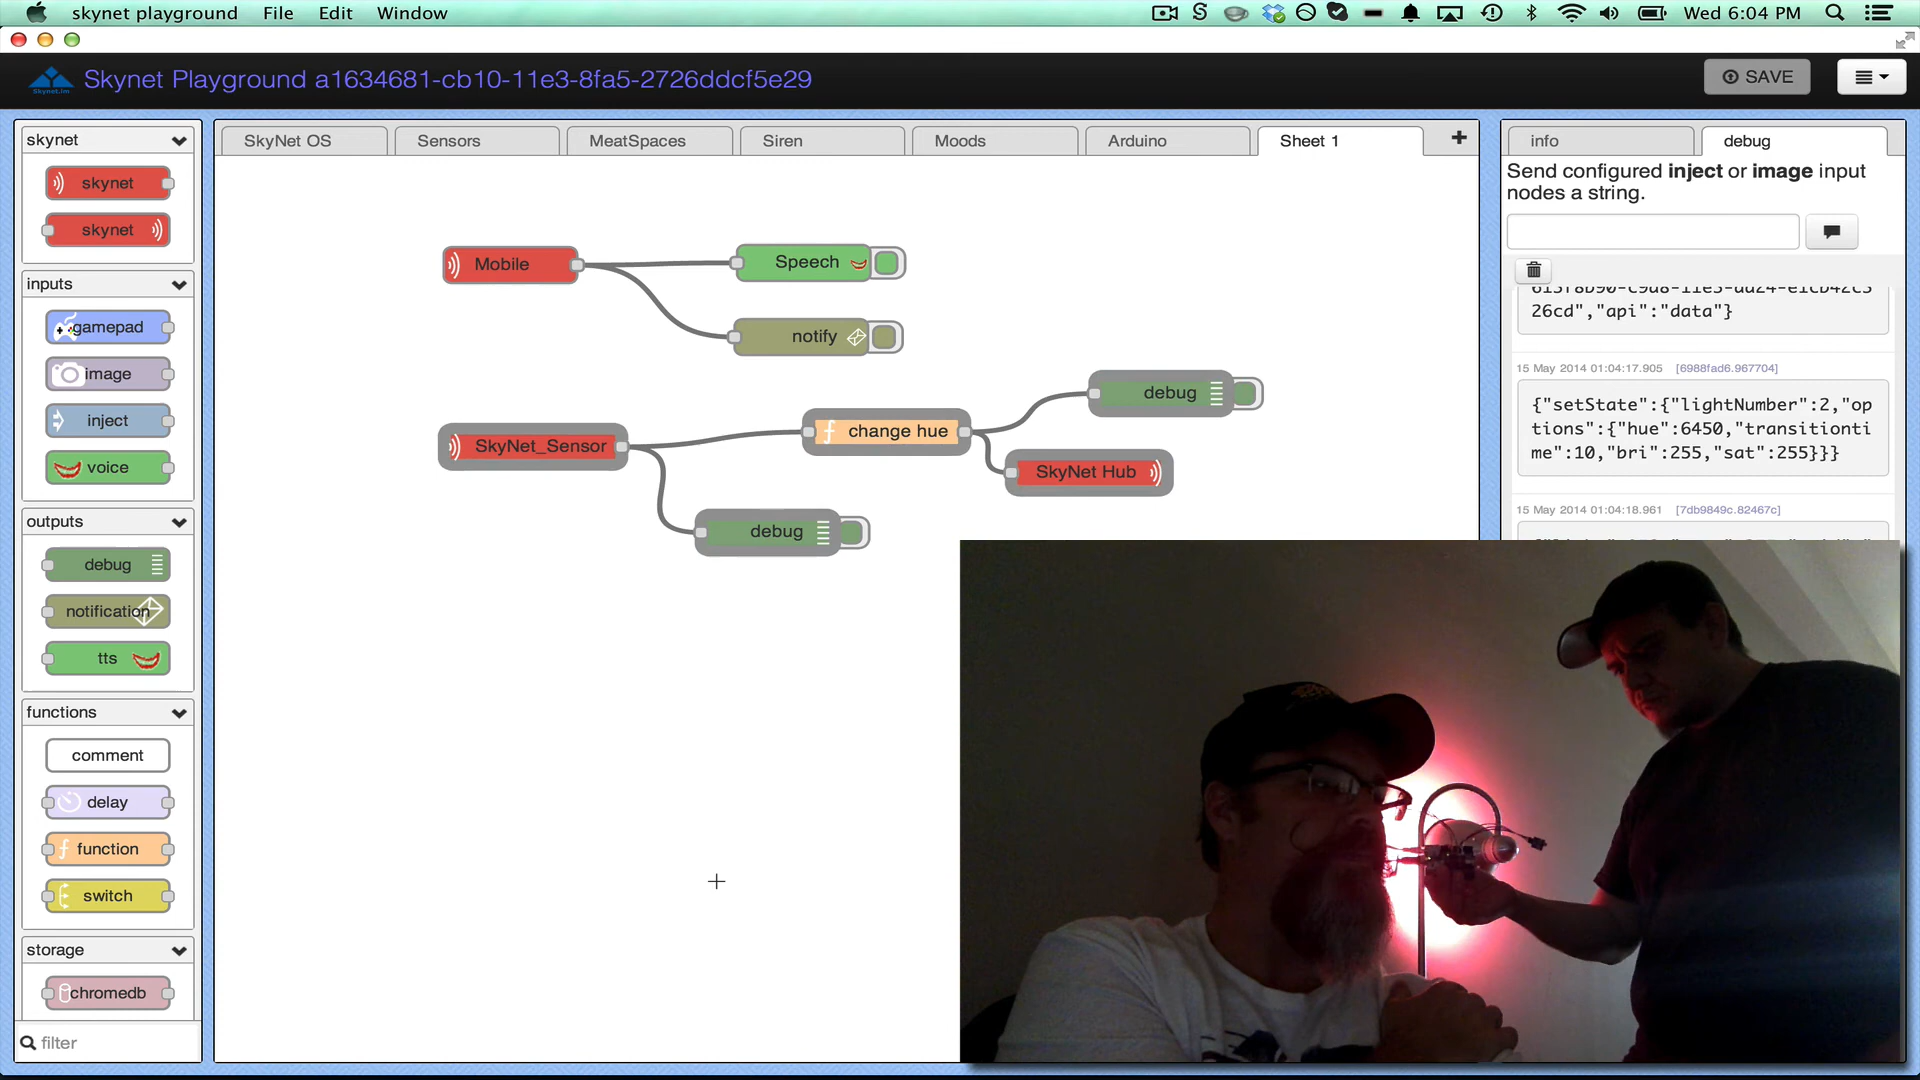 skynet playground File Edit Window
Wed 6:04 PM
Skynet.im
Skynet Playground a1634681-cb10-11e3-8fa5-2726ddcf5e29
SAVE
skynet
skynet
skynet
inputs
gamepad
image
inject
voice
outputs
debug
notification
tts
functions
comment
delay
function
switch
storage
chromedb
filter
SkyNet OS
Sensors
MeatSpaces
Siren
Moods
Arduino
Sheet 1
Mobile
Speech
notify
debug
change hue
SkyNet_Sensor
SkyNet Hub
debug
info
debug
Send configured inject or image input
nodes a string.
26cd","api":"data"}
15 May 2014 01:04:17.905 [6988fad6.967704]
{"setState":{"lightNumber":2,"op
tions":{"hue":6450,"transitionti
me":10,"bri":255,"sat":255}}}
15 May 2014 01:04:18.961 [7db9849c.82467c]